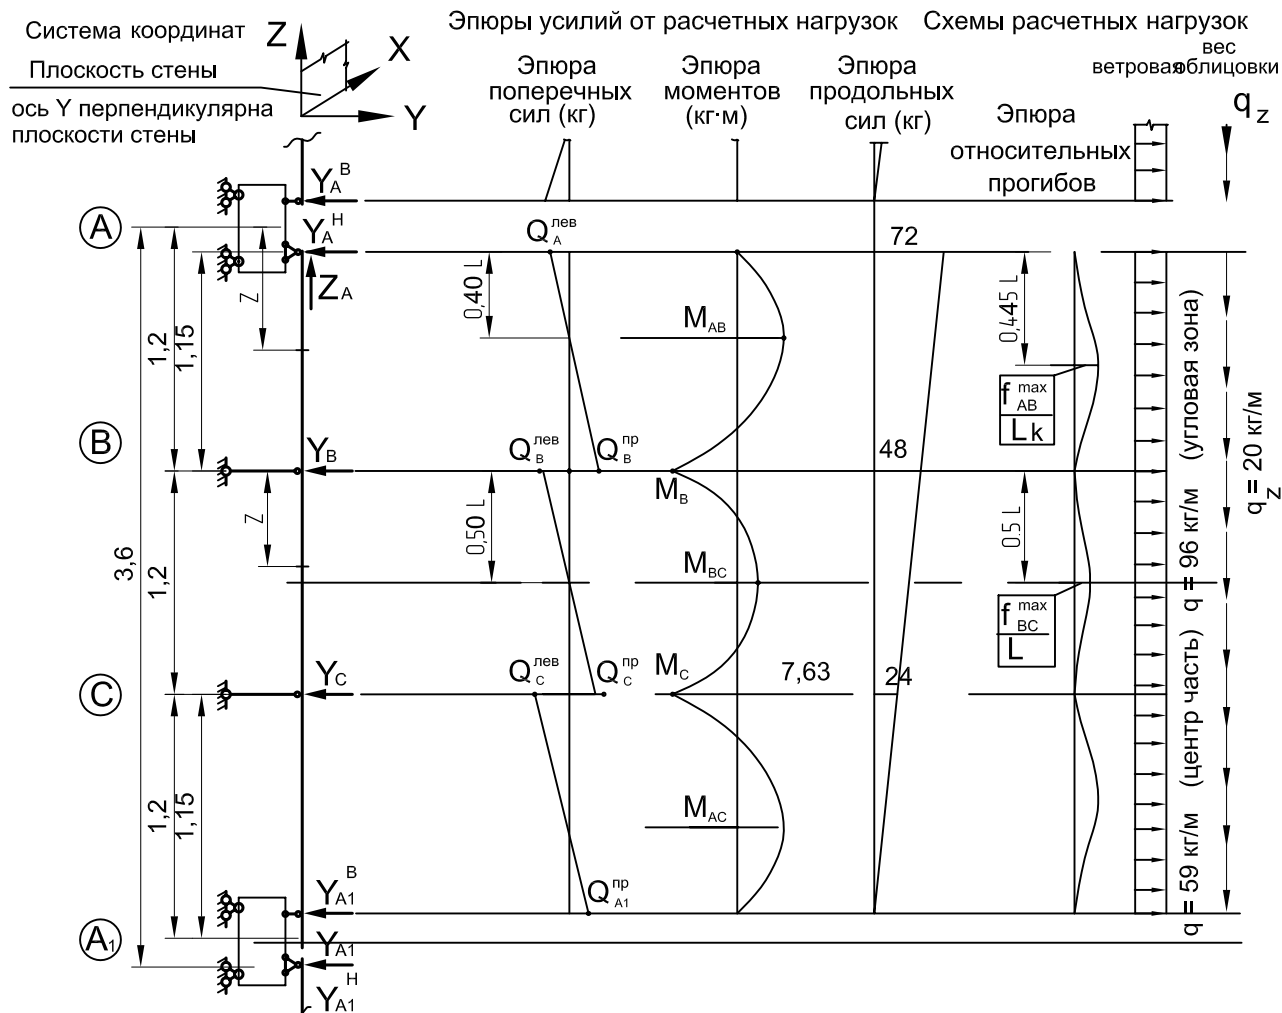 Эпюры усилий от расчетных нагрузок
Схемы расчетных нагрузок
Система координат
Плоскость стены
ось Y перпендикулярна
плоскости стены
Z
X
Y
Эпюра
поперечных
сил (кг)
Эпюра
моментов
(кг·м)
Эпюра
продольных
сил (кг)
Эпюра
относительных
прогибов
ветровая
вес
облицовки
q z
A
Y A B
Y A H
Z A
Q A лев
72
z
1,2
1,15
0,40 L
M AB
0,445 L
f AB max
L k
(угловая зона)
q z = 20 кг/м
B
Y B
Q B лев
Q B пр
M B
48
z
3,6
1,2
0,50 L
M BC
0.5 L
f BC max
L
q = 96 кг/м
C
Y C
Q C лев
Q C пр
M C
7,63
24
(центр часть)
1,2
1,15
M AC
q = 59 кг/м
Y A1 B
Q A1 пр
A1
Y A1
H
Y A1